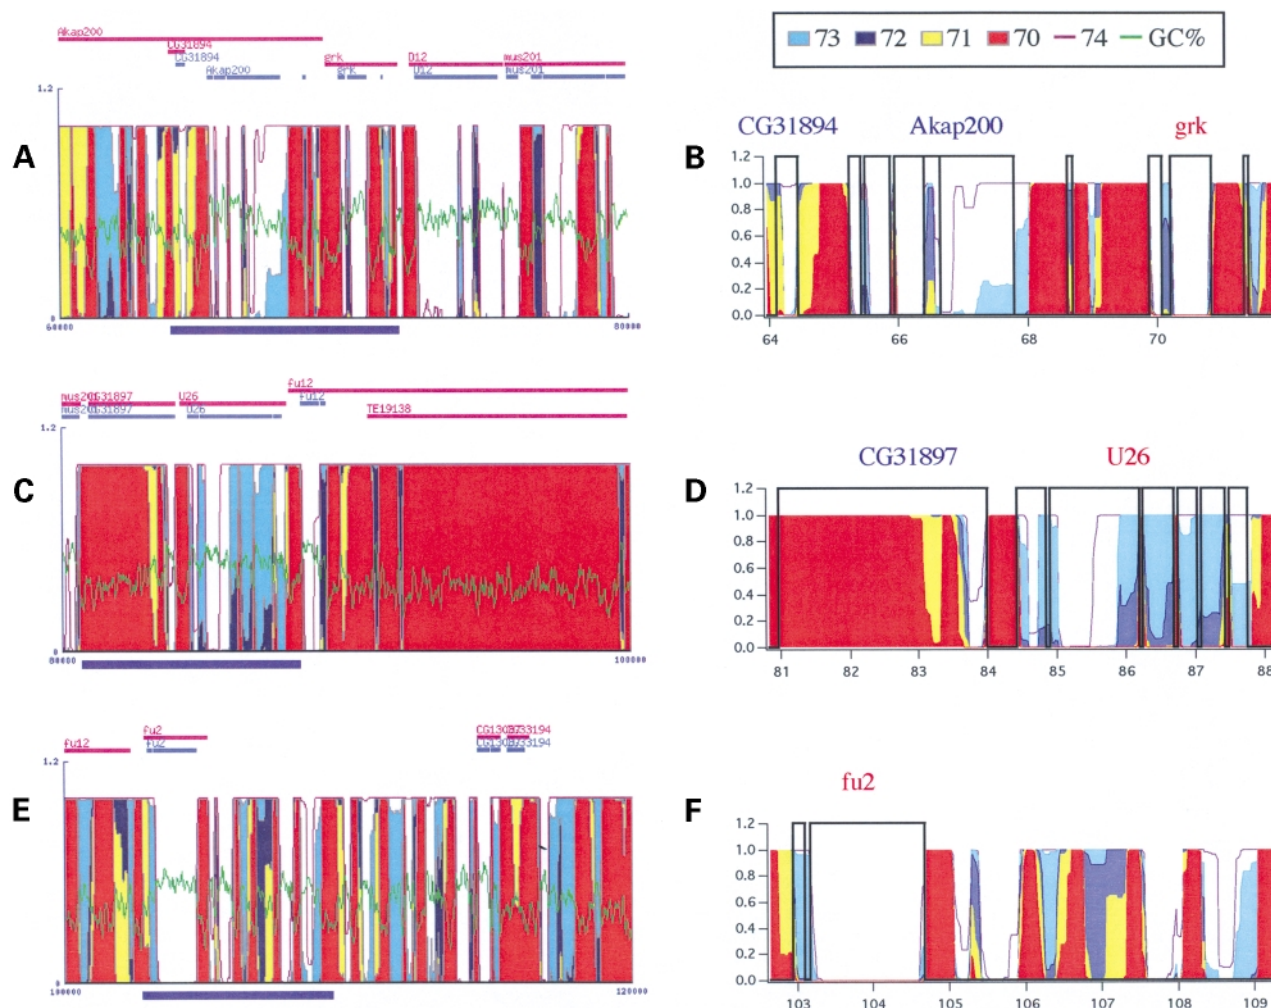 73 72 71 70 74 GC%
A
Akap200
CG31894
CG31894
Akap200
grk
grk
D12
D12
mus201
mus201
1.2
0
60000
80000
B
CG31894 Akap200 grk
1.2
1.0
0.8
0.6
0.4
0.2
0.0
64 66 68 70
C
fu12
CG31897 U26
CG31897 U26 fu12
TE19138
1.2
80000
100000
D
CG31897 U26
1.2
1.0
0.8
0.6
0.4
0.2
0.0
81 82 83 84 85 86 87 88
E
fu2
fu12 fu2
1.2
0
100000
120000
F
fu2
1.2
1.0
0.8
0.6
0.4
0.2
0.0
103 104 105 106 107 108 109